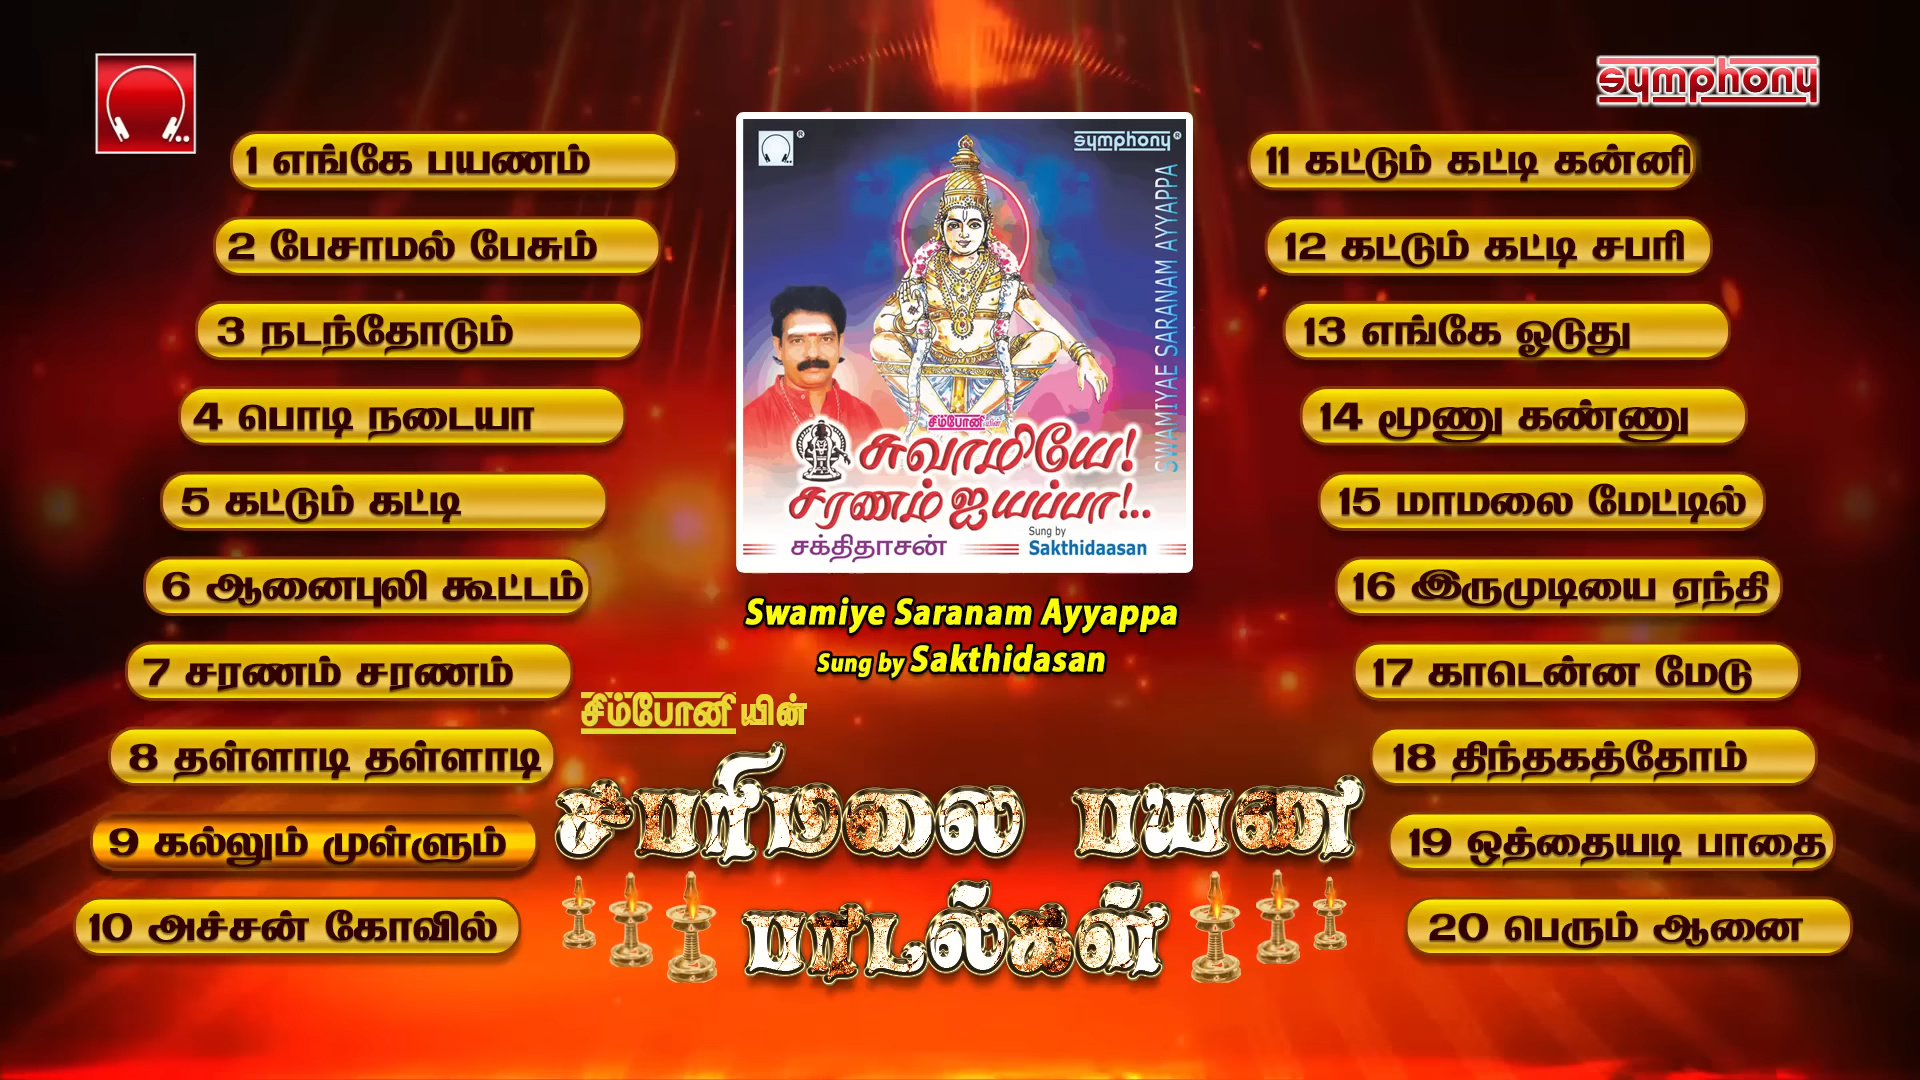 symphony
1 எங்கே பயணம்
2 பேசாமல் பேசும்
3 நடந்தோடும்
4 பொடி நடையா
5 கட்டும் கட்டி
6 ஆனைபுலி கூட்டம்
7 சரணம் சரணம்
8 தள்ளாடி தள்ளாடி
9 கல்லும் முள்ளும்
10 அச்சன் கோவில்
symphony®
SWAMIYAE SARANAM AYYAPPA
சிம்போனியின்
சுவாமியே!
சரணம் ஐயப்பா!..
Sung by
சக்திதாசன்
Sakthidaasan
Swamiye Saranam Ayyappa
Sung by Sakthidasan
சிம்போனி யின்
சபரிமலை பயண
பாடல்கள்
11 கட்டும் கட்டி கன்னி
12 கட்டும் கட்டி சபரி
13 எங்கே ஓடுது
14 மூணு கண்ணு
15 மாமலை மேட்டில்
16 இருமுடியை ஏந்தி
17 காடென்ன மேடு
18 திந்தகத்தோம்
19 ஒத்தையடி பாதை
20 பெரும் ஆனை